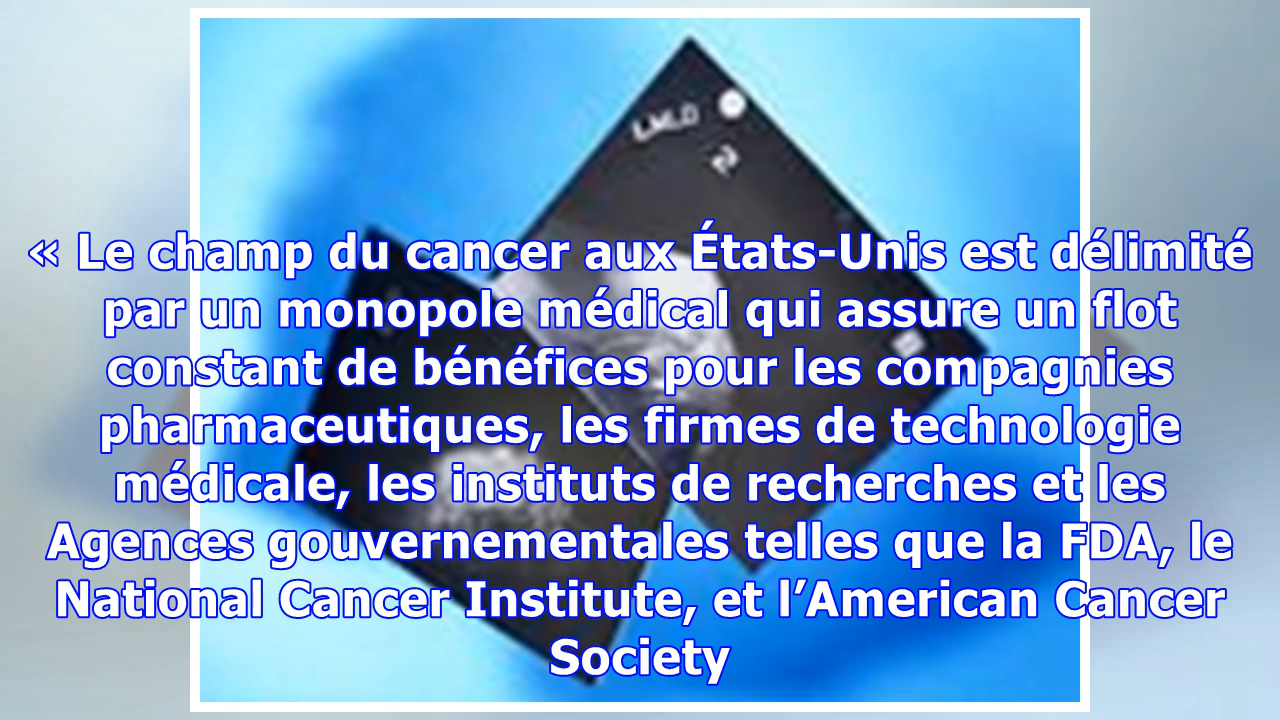 « Le champ du cancer aux États-Unis est délimité
par un monopole médical qui assure un flot
constant de bénéfices pour les compagnies
pharmaceutiques, les firmes de technologie
médicale, les instituts de recherches et les
Agences gouvernementales telles que la FDA, le
National Cancer Institute, et l’American Cancer
Society